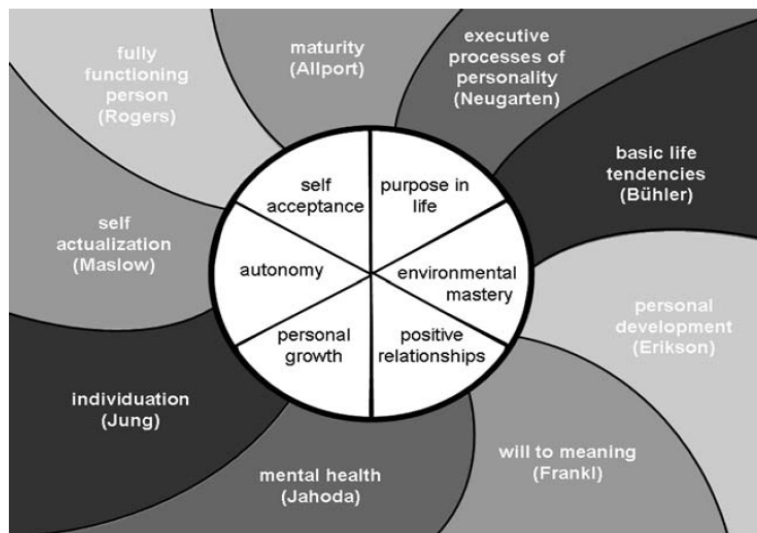 fully
functioning
person
(Rogers)
maturity
(Allport)
executive
processes of
personality
(Neugarten)
basic life
tendencies
(Bühler)
self
actualization
(Maslow)
self
acceptance
purpose in
life
autonomy
environmental
mastery
personal
growth
positive
relationships
personal
development
(Erikson)
individuation
(Jung)
mental health
(Jahoda)
will to meaning
(Frankl)